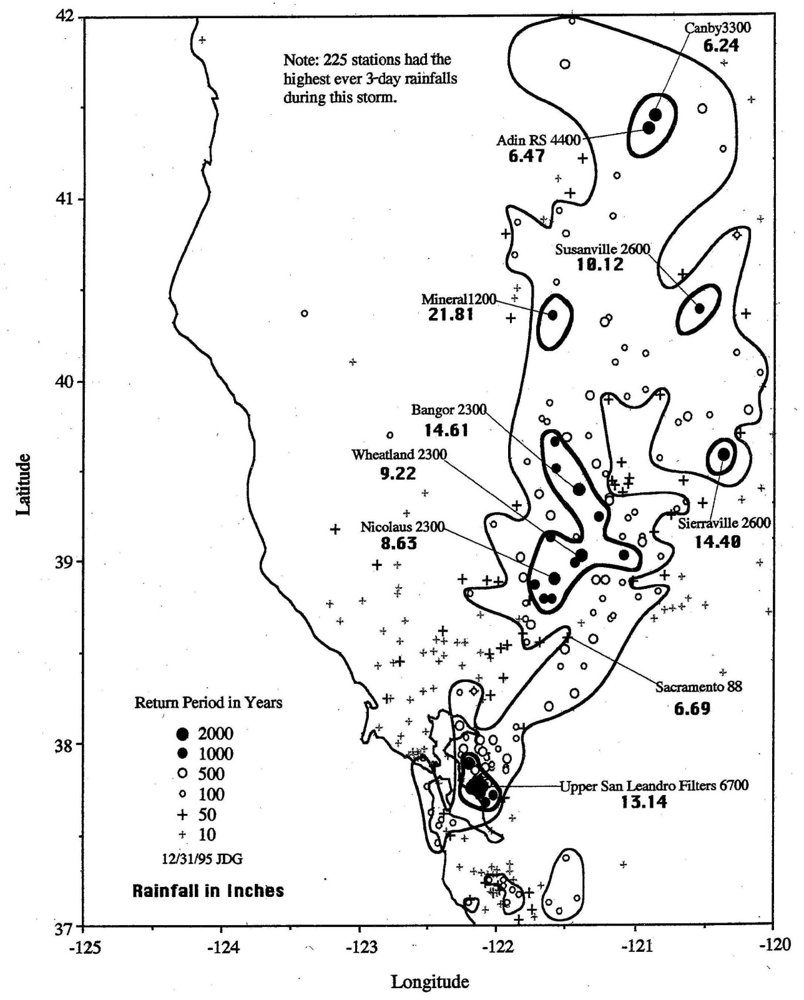 42
Canby3300
6.24
Note: 225 stations had the
highest ever 3-day rainfalls
during this storm.
Adin RS 4400
6.47
41
Susanville 2600
10.12
Mineral1200
21.81
40
Bangor 2300
14.61
Wheatland 2300
9.22
Nicolaus 2300
8.63
Sierraville 2600
14.40
Latitude
39
Sacramento 88
6.69
Return Period in Years
2000
1000
500
100
50
10
12/31/95 JDG
Rainfall in Inches
38
Upper San Leandro Filters 6700
13.14
37
-125 -124 -123 -122 -121 -120
Longitude